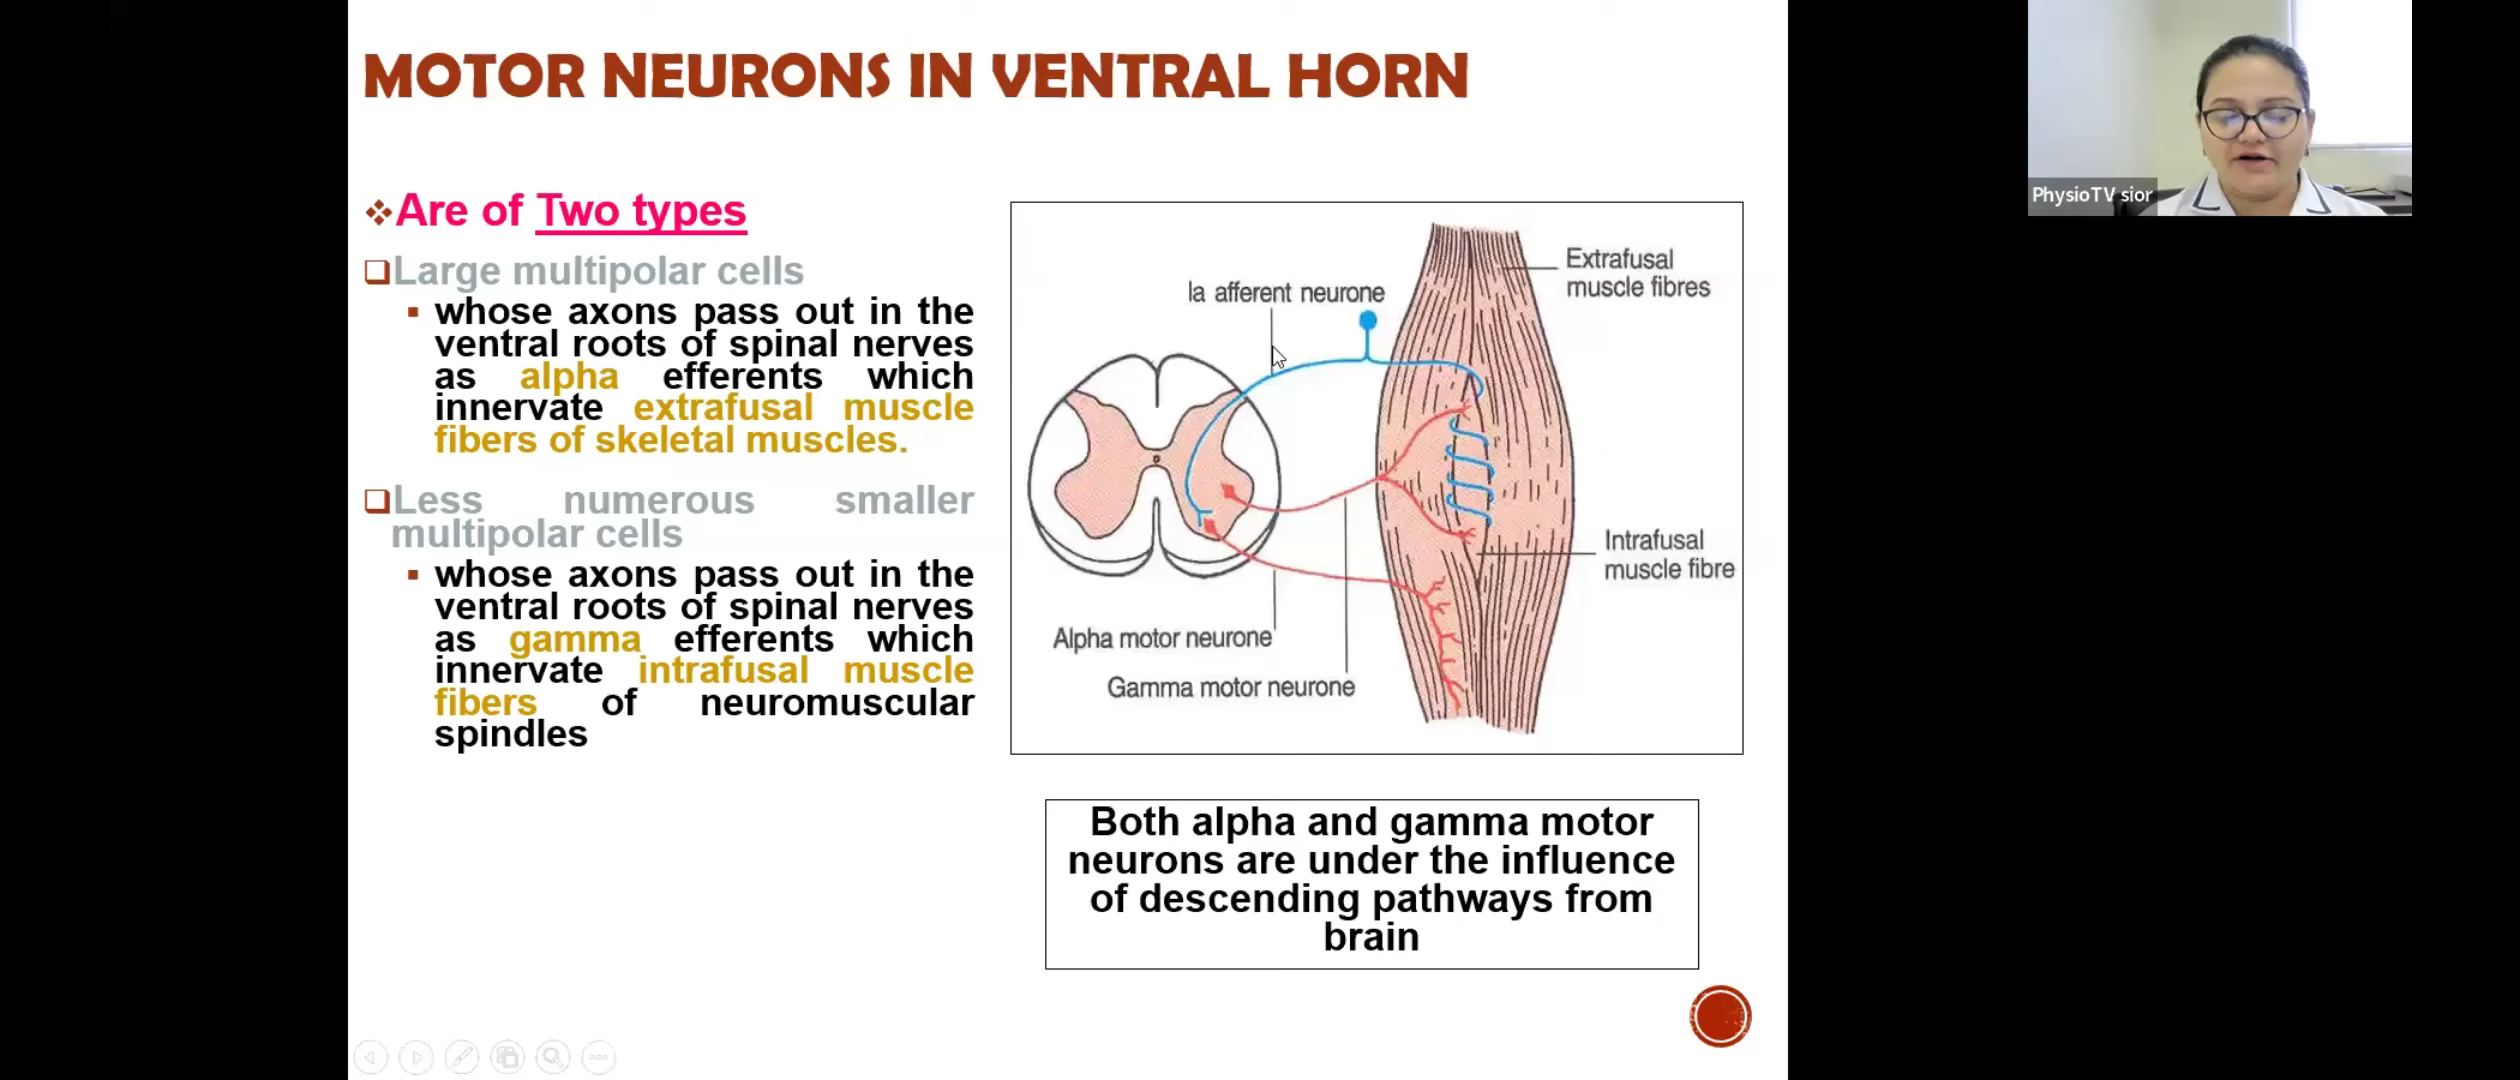 MOTOR NEURONS IN VENTRAL HORN
Are of Two types
Large multipolar cells
whose axons pass out in the
ventral roots of spinal nerves
as alpha efferents which
innervate extrafusal muscle
fibers of skeletal muscles.
Less numerous smaller
multipolar cells
whose axons pass out in the
ventral roots of spinal nerves
as gamma efferents which
innervate intrafusal muscle
fibers of neuromuscular
spindles
Extrafusal
muscle fibres
Ia afferent neurone
Intrafusal
muscle fibre
Alpha motor neurone
Gamma motor neurone
Both alpha and gamma motor
neurons are under the influence
of descending pathways from
brain
PhysioTV sior